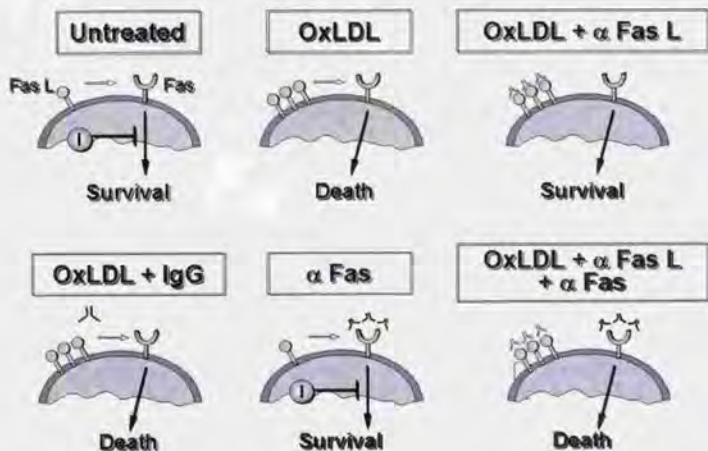 Untreated
OxLDL
OxLDL + α Fas L
Fas L
Fas
I
Survival
Death
Survival
OxLDL + IgG
α Fas
OxLDL + α Fas L
+ α Fas
I
Death
Survival
Death